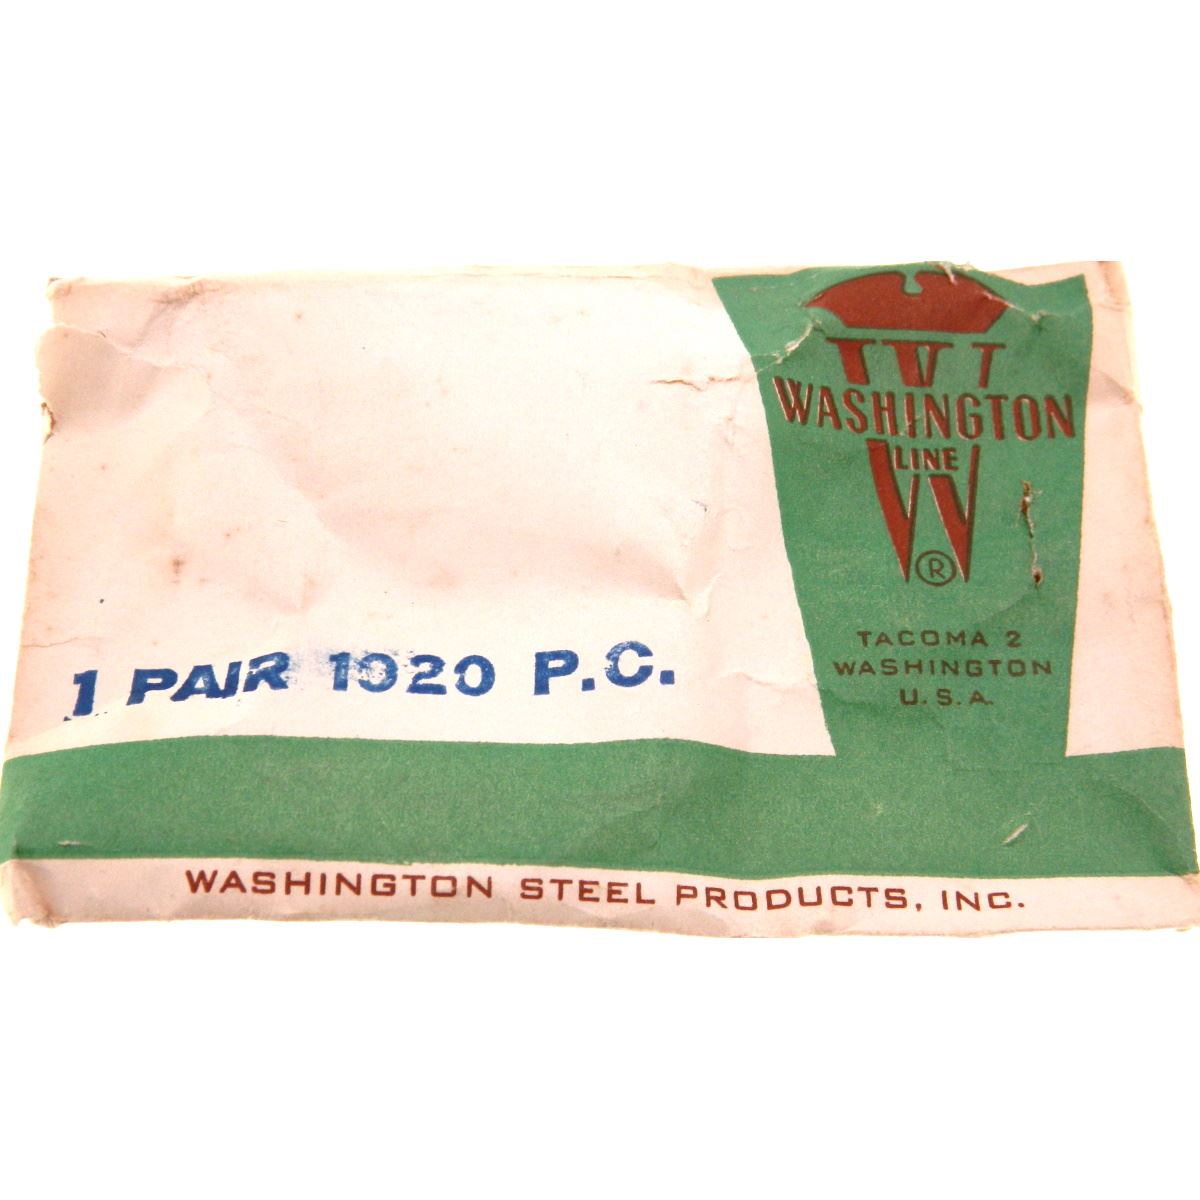 W
WASHINGTON
LINE
®
TACOMA 2
WASHINGTON
U.S.A.
1 PAIR 1020 P.C.
WASHINGTON STEEL PRODUCTS, INC.